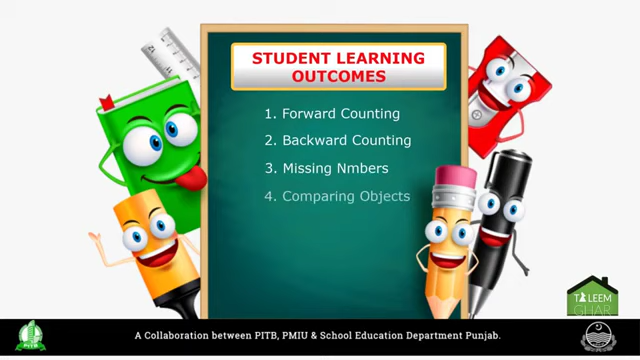 STUDENT LEARNING
OUTCOMES
1. Forward Counting
2. Backward Counting
3. Missing Nmbers
4. Comparing Objects
TALEEM
GHAR
PITB
A Collaboration between PITB, PMIU & School Education Department Punjab.